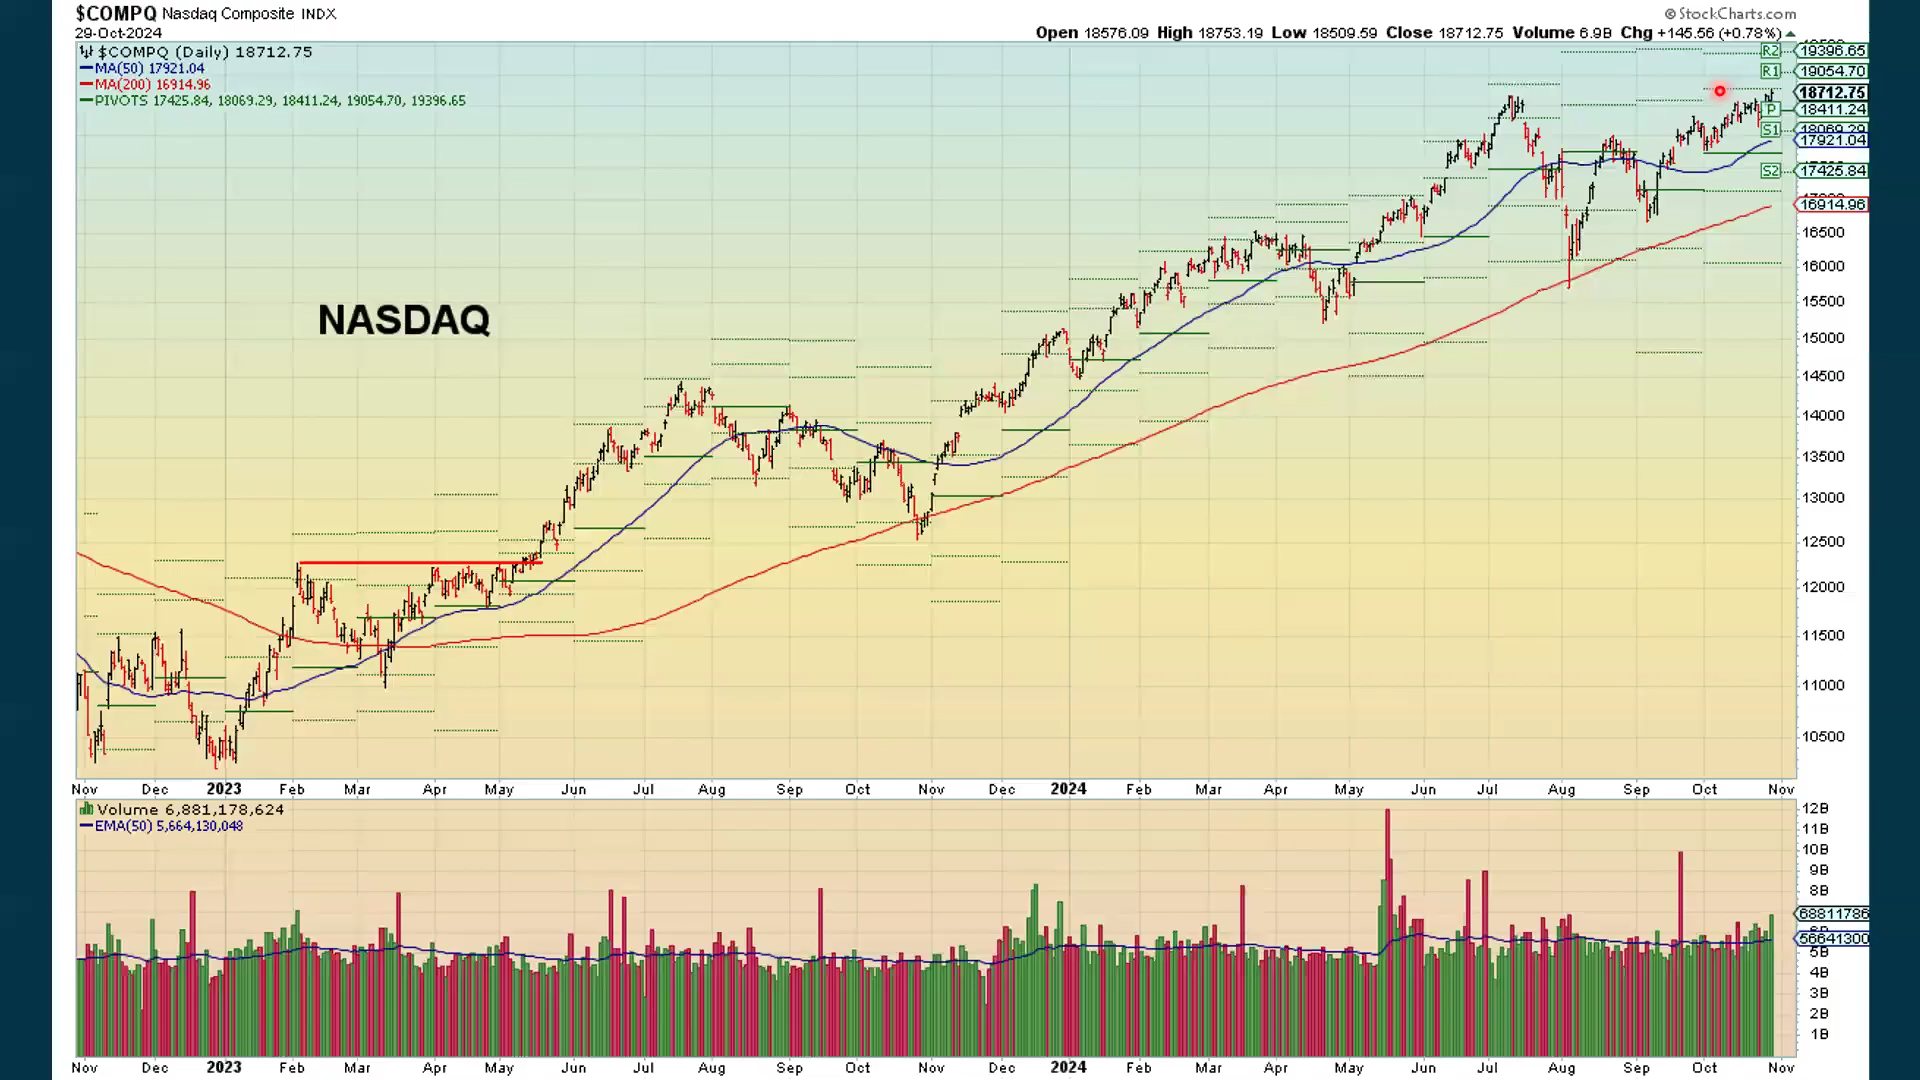 $COMPQ Nasdaq Composite INDX
© StockCharts.com
29-Oct-2024
Open 18576.09 High 18753.19 Low 18509.59 Close 18712.75 Volume 6.9B Chg +145.56 (+0.78%)
$COMPQ (Daily) 18712.75
MA(50) 17921.04
MA(200) 16914.96
PIVOTS 17425.84, 18069.29, 18411.24, 19054.70, 19396.65
R2 19396.65
R1 19054.70
18712.75
P 18411.24
S1 18069.29
17921.04
S2 17425.84
16914.96
16500
16000
15500
15000
14500
14000
13500
13000
12500
12000
11500
11000
10500
NASDAQ
Nov Dec 2023 Feb Mar Apr May Jun Jul Aug Sep Oct Nov Dec 2024 Feb Mar Apr May Jun Jul Aug Sep Oct Nov
Volume 6,881,178,624
EMA(50) 5,664,130,048
12B
11B
10B
9B
8B
68811786
56641300
5B
4B
3B
2B
1B
Nov Dec 2023 Feb Mar Apr May Jun Jul Aug Sep Oct Nov Dec 2024 Feb Mar Apr May Jun Jul Aug Sep Oct Nov